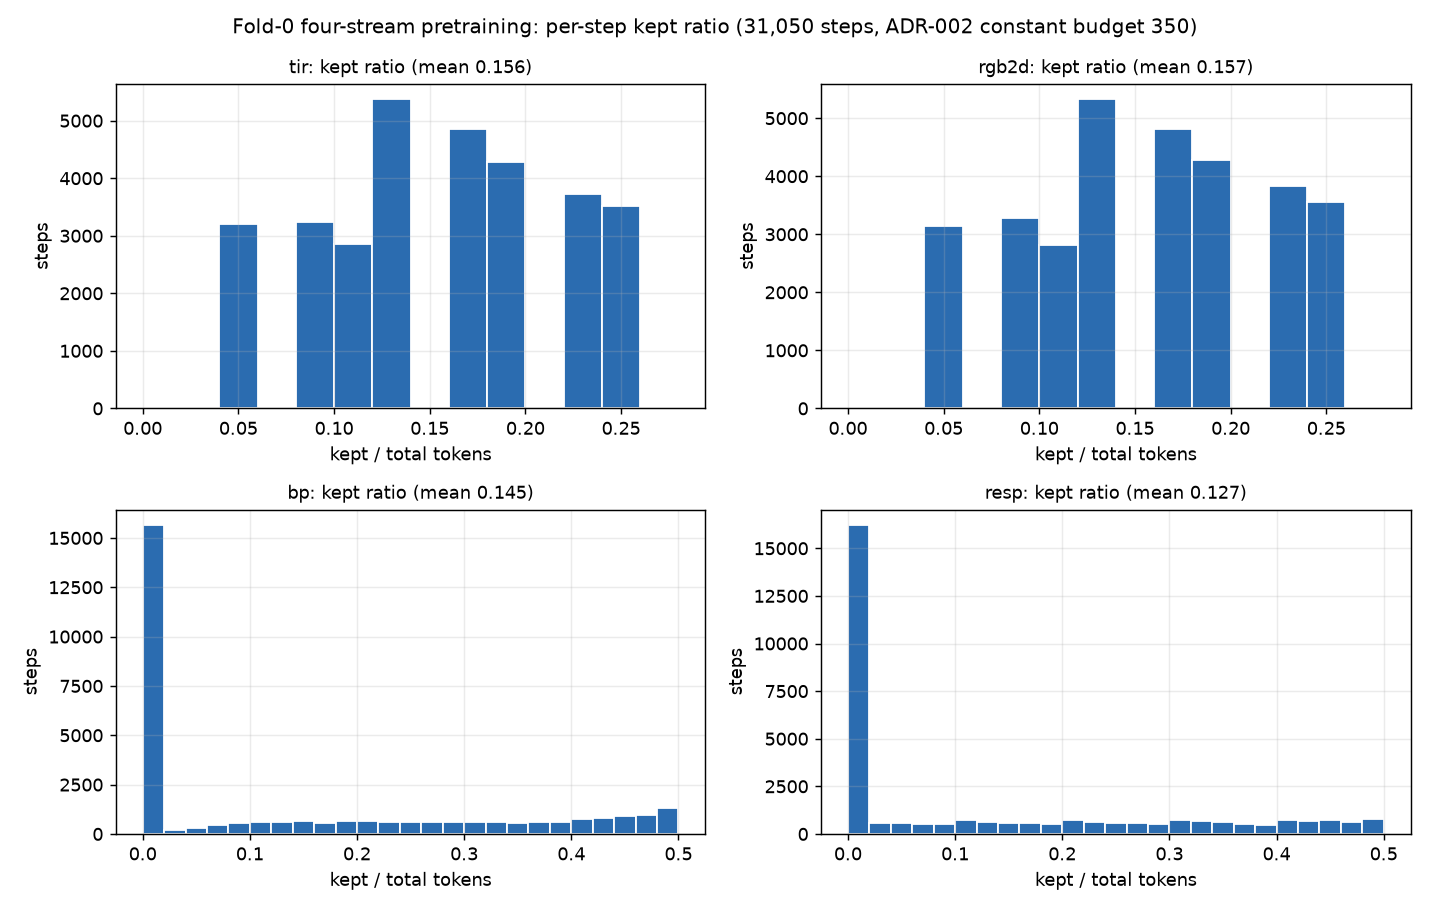 Fold-0 four-stream pretraining: per-step kept ratio (31,050 steps, ADR-002 constant budget 350)
tir: kept ratio (mean 0.156)
steps
5000
4000
3000
2000
1000
0
0.00 0.05 0.10 0.15 0.20 0.25
kept / total tokens
rgb2d: kept ratio (mean 0.157)
steps
5000
4000
3000
2000
1000
0
0.00 0.05 0.10 0.15 0.20 0.25
kept / total tokens
bp: kept ratio (mean 0.145)
steps
15000
12500
10000
7500
5000
2500
0
0.0 0.1 0.2 0.3 0.4 0.5
kept / total tokens
resp: kept ratio (mean 0.127)
steps
15000
12500
10000
7500
5000
2500
0
0.0 0.1 0.2 0.3 0.4 0.5
kept / total tokens